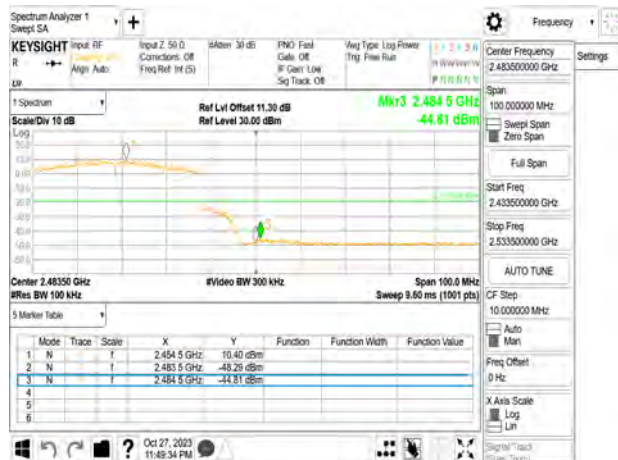 Spectrum Analyzer 1
Swept SA
Frequency
KEYSIGHT Input: RF Input Z: 50 Ω #Atten: 30 dB PNO: Fast Avg Type: Log-Power
R Corrections: Off Gate: Off Trig: Free Run
Align: Auto Freq Ref: Int (S) IF Gain: Low
Sig Track: Off
1 Spectrum
Scale/Div 10 dB
Log
Ref Lvl Offset 11.30 dB
Ref Level 30.00 dBm
Mkr3 2.484 5 GHz
-44.81 dBm
Center 2.48350 GHz
#Res BW 100 kHz
#Video BW 300 kHz
Span 100.0 MHz
Sweep 9.60 ms (1001 pts)
5 Marker Table
Mode Trace Scale X Y Function Function Width Function Value
1 N f 2.454 5 GHz 10.40 dBm
2 N f 2.483 5 GHz -48.29 dBm
3 N f 2.484 5 GHz -44.81 dBm
4
5
6
Oct 27, 2023
11:49:34 PM
Center Frequency
2.483500000 GHz
Settings
Span
100.000000 MHz
Swept Span
Zero Span
Full Span
Start Freq
2.433500000 GHz
Stop Freq
2.533500000 GHz
AUTO TUNE
CF Step
10.000000 MHz
Auto
Man
Freq Offset
0 Hz
X Axis Scale
Log
Lin
Signal Track